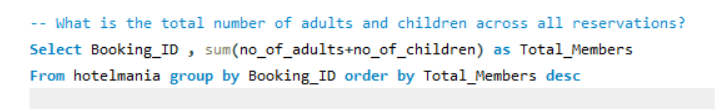 -- What is the total number of adults and children across all reservations?
Select Booking_ID , sum(no_of_adults+no_of_children) as Total_Members
From hotelmania group by Booking_ID order by Total_Members desc